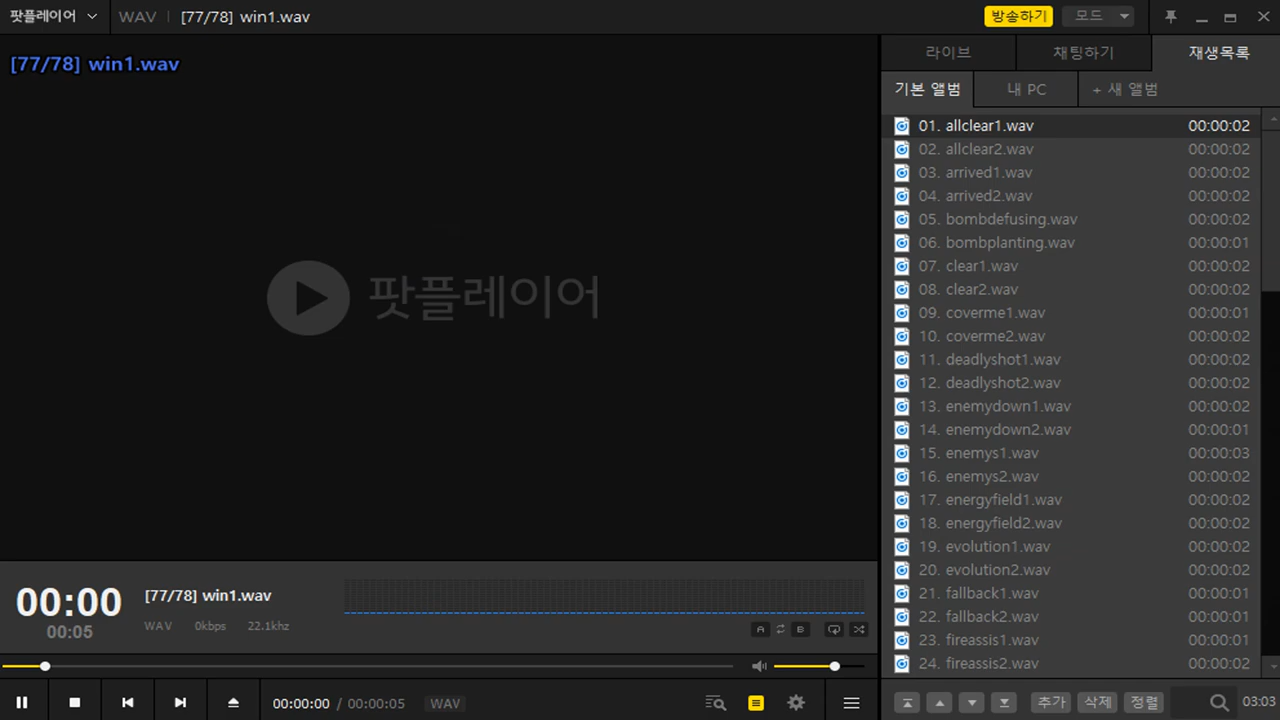 팟플레이어 WAV [77/78] win1.wav 방송하기 모드
[77/78] win1.wav
라이브 채팅하기 재생목록
기본 앨범 내 PC + 새 앨범
팟플레이어
01. allclear1.wav 00:00:02
02. allclear2.wav 00:00:02
03. arrived1.wav 00:00:02
04. arrived2.wav 00:00:02
05. bombdefusing.wav 00:00:02
06. bombplanting.wav 00:00:01
07. clear1.wav 00:00:02
08. clear2.wav 00:00:02
09. coverme1.wav 00:00:01
10. coverme2.wav 00:00:02
11. deadlyshot1.wav 00:00:02
12. deadlyshot2.wav 00:00:02
13. enemydown1.wav 00:00:02
14. enemydown2.wav 00:00:01
15. enemys1.wav 00:00:03
16. enemys2.wav 00:00:02
17. energyfield1.wav 00:00:02
18. energyfield2.wav 00:00:02
19. evolution1.wav 00:00:02
20. evolution2.wav 00:00:02
21. fallback1.wav 00:00:01
22. fallback2.wav 00:00:01
23. fireassis1.wav 00:00:01
24. fireassis2.wav 00:00:02
00:00
00:05
[77/78] win1.wav
WAV 0kbps 22.1khz
A B
00:00:00 / 00:00:05 WAV
추가 삭제 정렬 03:03